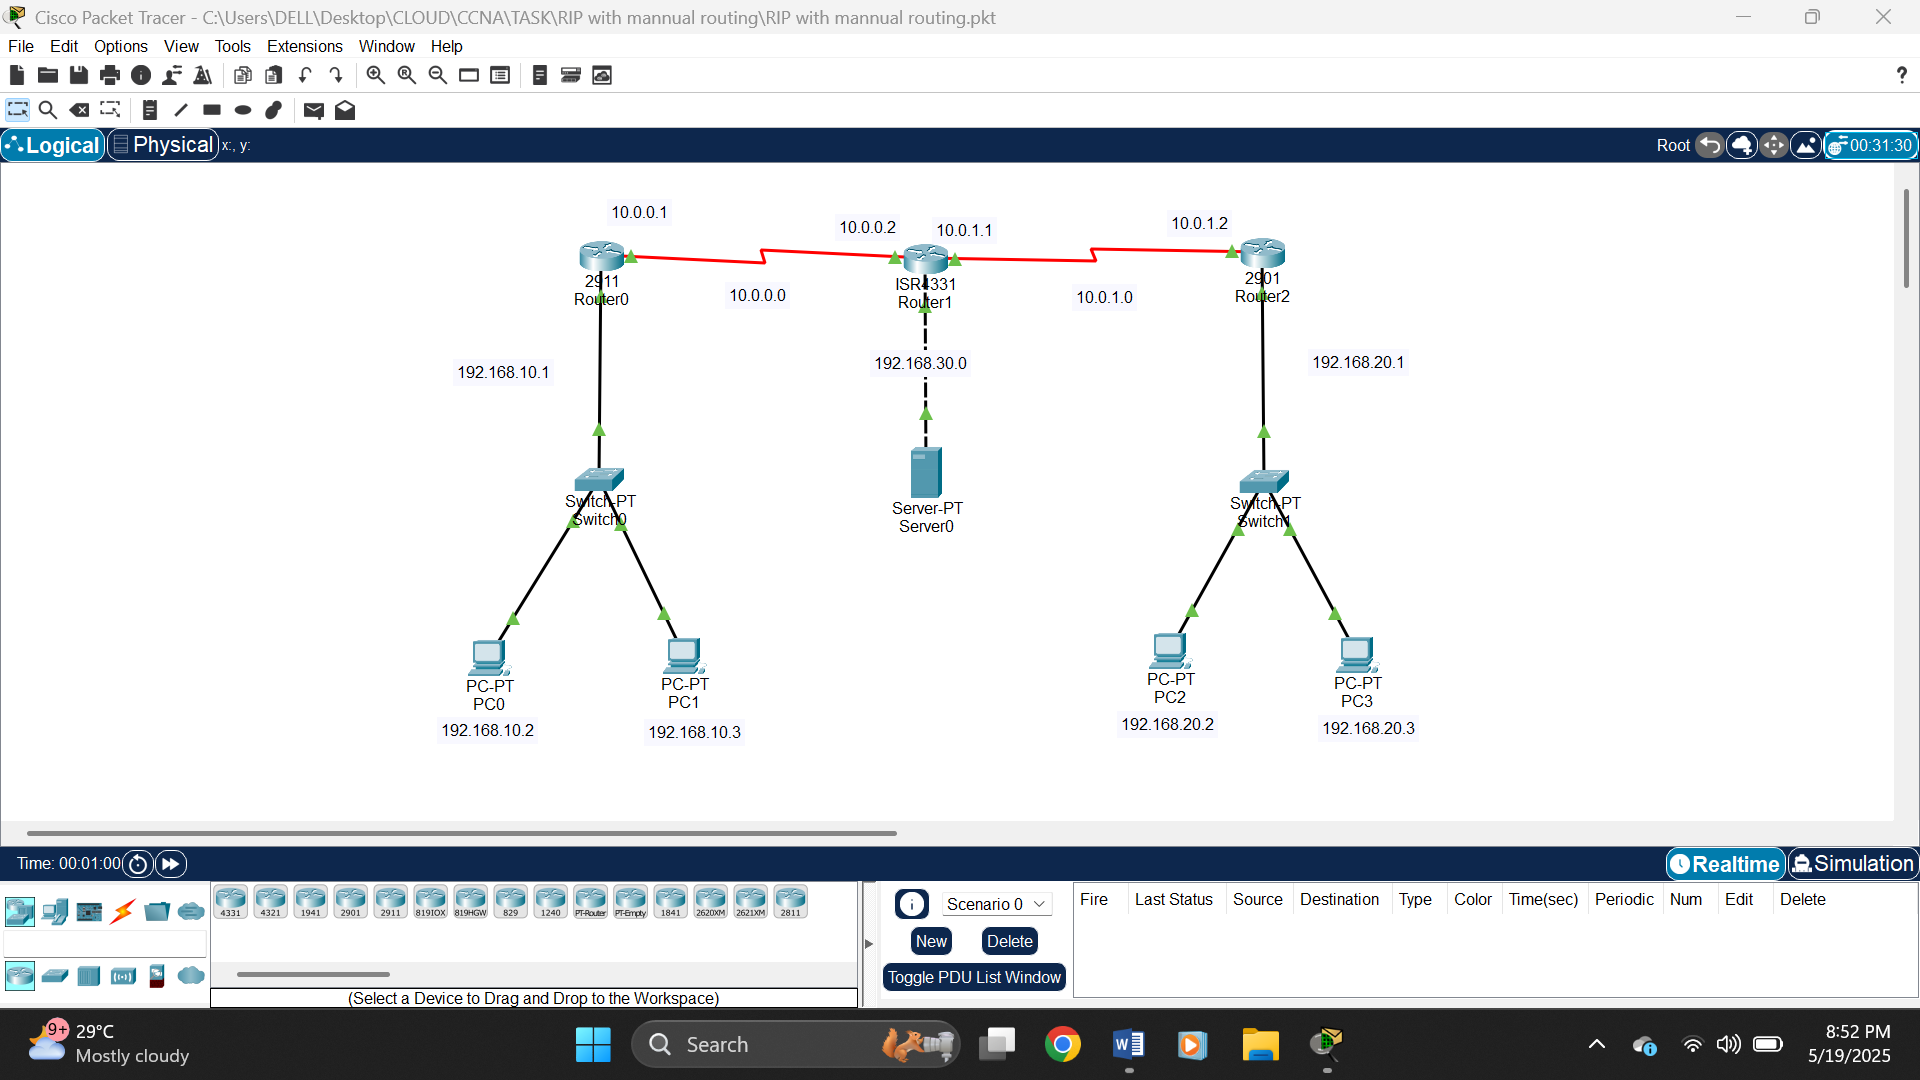 Cisco Packet Tracer - C:\Users\DELL\Desktop\CLOUD\CCNA\TASK\RIP with mannual routing\RIP with mannual routing.pkt
File Edit Options View Tools Extensions Window Help
?
Logical Physical x:, y: Root 00:31:30
10.0.0.1
10.0.0.2
10.0.1.1
10.0.1.2
2911
Router0
ISR4331
Router1
2901
Router2
10.0.0.0
10.0.1.0
192.168.10.1
192.168.30.0
192.168.20.1
Switch-PT
Switch0
Server-PT
Server0
Switch-PT
Switch1
PC-PT
PC0
PC-PT
PC1
PC-PT
PC2
PC-PT
PC3
192.168.10.2
192.168.10.3
192.168.20.2
192.168.20.3
Time: 00:01:00
Realtime Simulation
4331 4321 1941 2901 2911 819IOX 819HGW 829 1240 PT-Router PT-Empty 1841 2620XM 2621XM 2811
(Select a Device to Drag and Drop to the Workspace)
Scenario 0
New Delete
Toggle PDU List Window
Fire Last Status Source Destination Type Color Time(sec) Periodic Num Edit Delete
9+
29°C
Mostly cloudy
Search
8:52 PM
5/19/2025